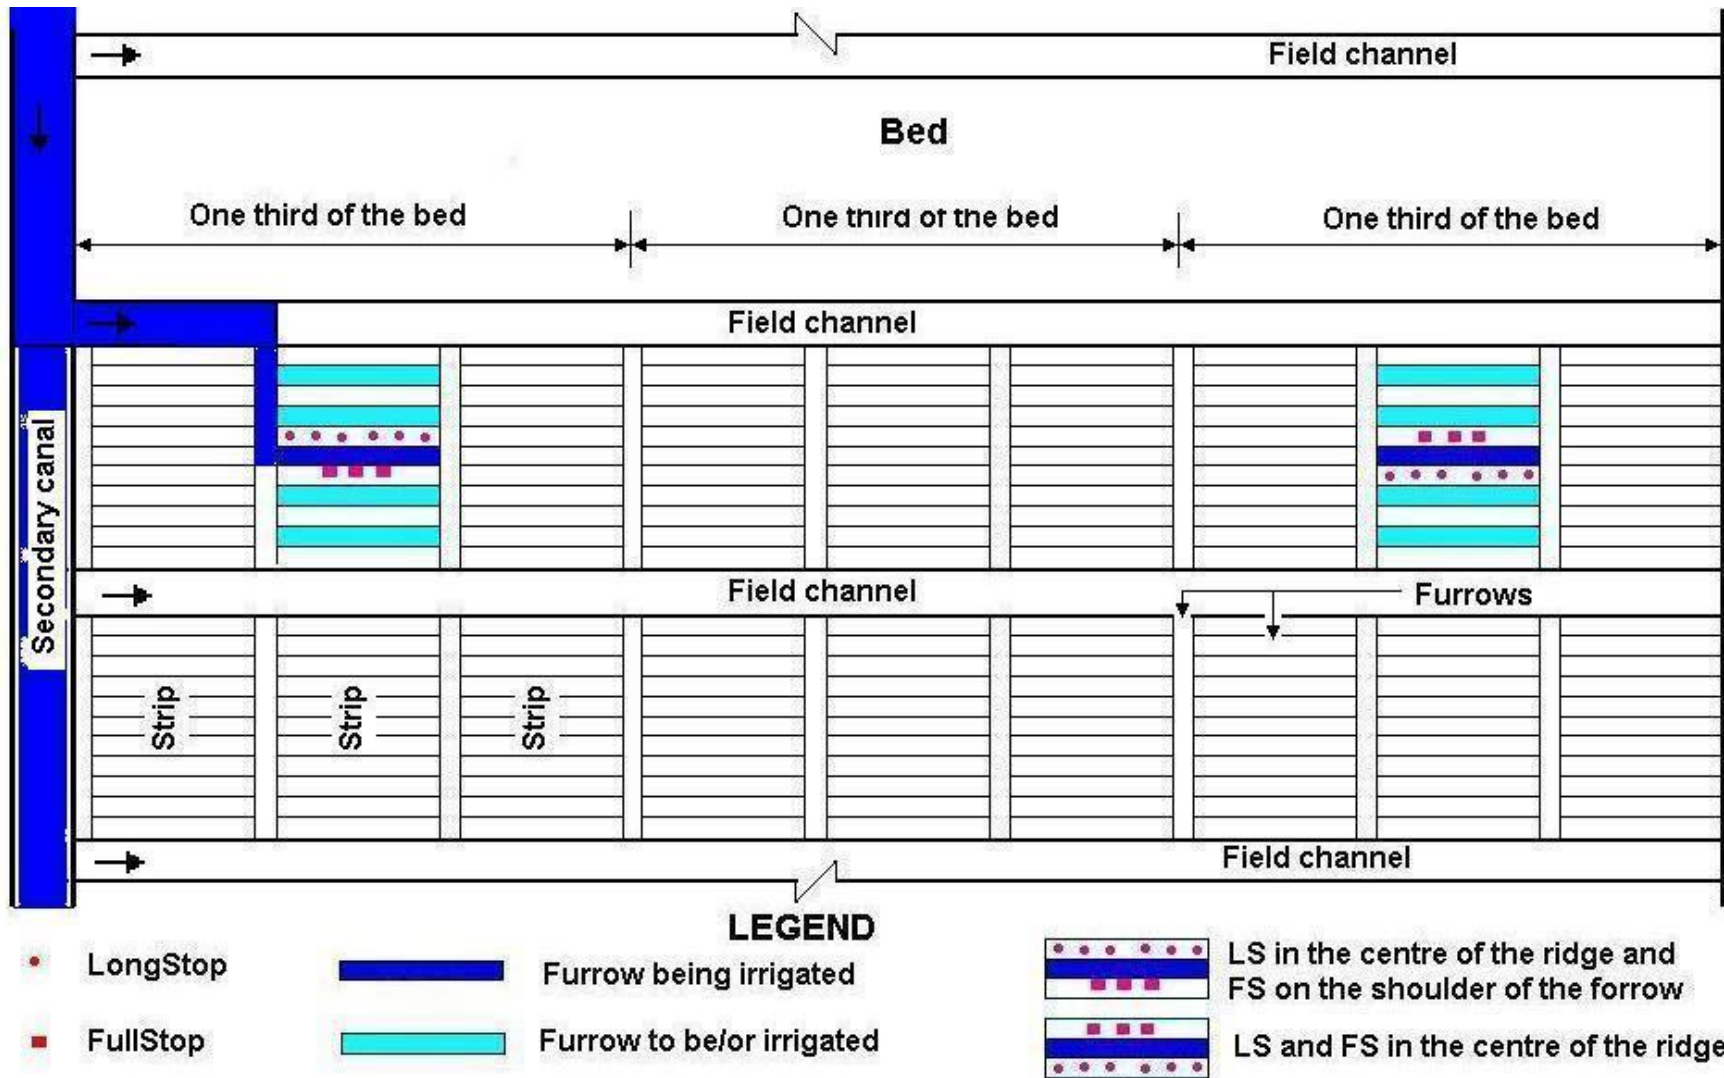 Field channel
Bed
One third of the bed
One third of the bed
One third of the bed
Field channel
Secondary canal
Field channel
Furrows
Strip
Strip
Strip
Field channel
LEGEND
LongStop
Furrow being irrigated
LS in the centre of the ridge and
FS on the shoulder of the forrow
FullStop
Furrow to be/or irrigated
LS and FS in the centre of the ridge